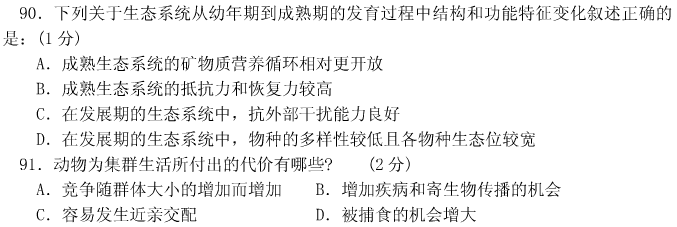 90．下列关于生态系统从幼年期到成熟期的发育过程中结构和功能特征变化叙述正确的
是：(1 分)
A．成熟生态系统的矿物质营养循环相对更开放
B．成熟生态系统的抵抗力和恢复力较高
C．在发展期的生态系统中，抗外部干扰能力良好
D．在发展期的生态系统中，物种的多样性较低且各物种生态位较宽
91．动物为集群生活所付出的代价有哪些? (2 分)
A．竞争随群体大小的增加而增加 B．增加疾病和寄生物传播的机会
C．容易发生近亲交配 D．被捕食的机会增大